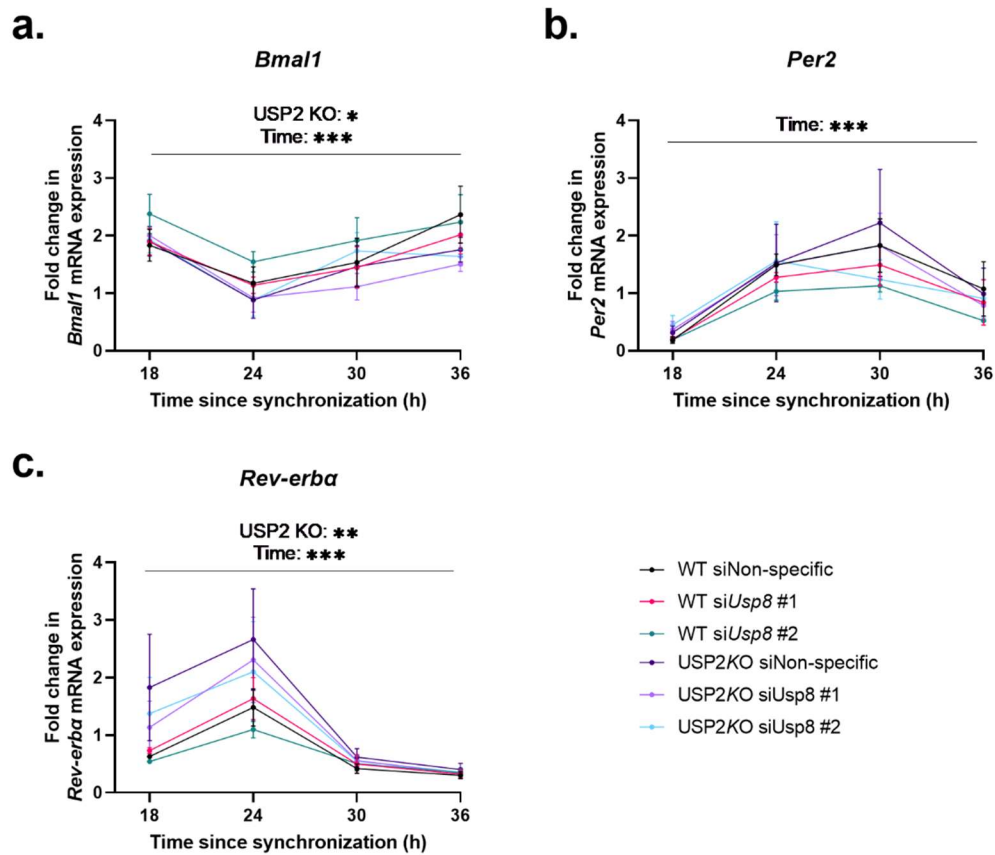 a.
Bmal1
USP2 KO: *
Time: ***
Fold change in
Bmal1 mRNA expression
4
3
2
1
0
18 24 30 36
Time since synchronization (h)
b.
Per2
Time: ***
Fold change in
Per2 mRNA expression
4
3
2
1
0
18 24 30 36
Time since synchronization (h)
c.
Rev-erbα
USP2 KO: **
Time: ***
Fold change in
Rev-erbα mRNA expression
4
3
2
1
0
18 24 30 36
Time since synchronization (h)
WT siNon-specific
WT siUsp8 #1
WT siUsp8 #2
USP2KO siNon-specific
USP2KO siUsp8 #1
USP2KO siUsp8 #2